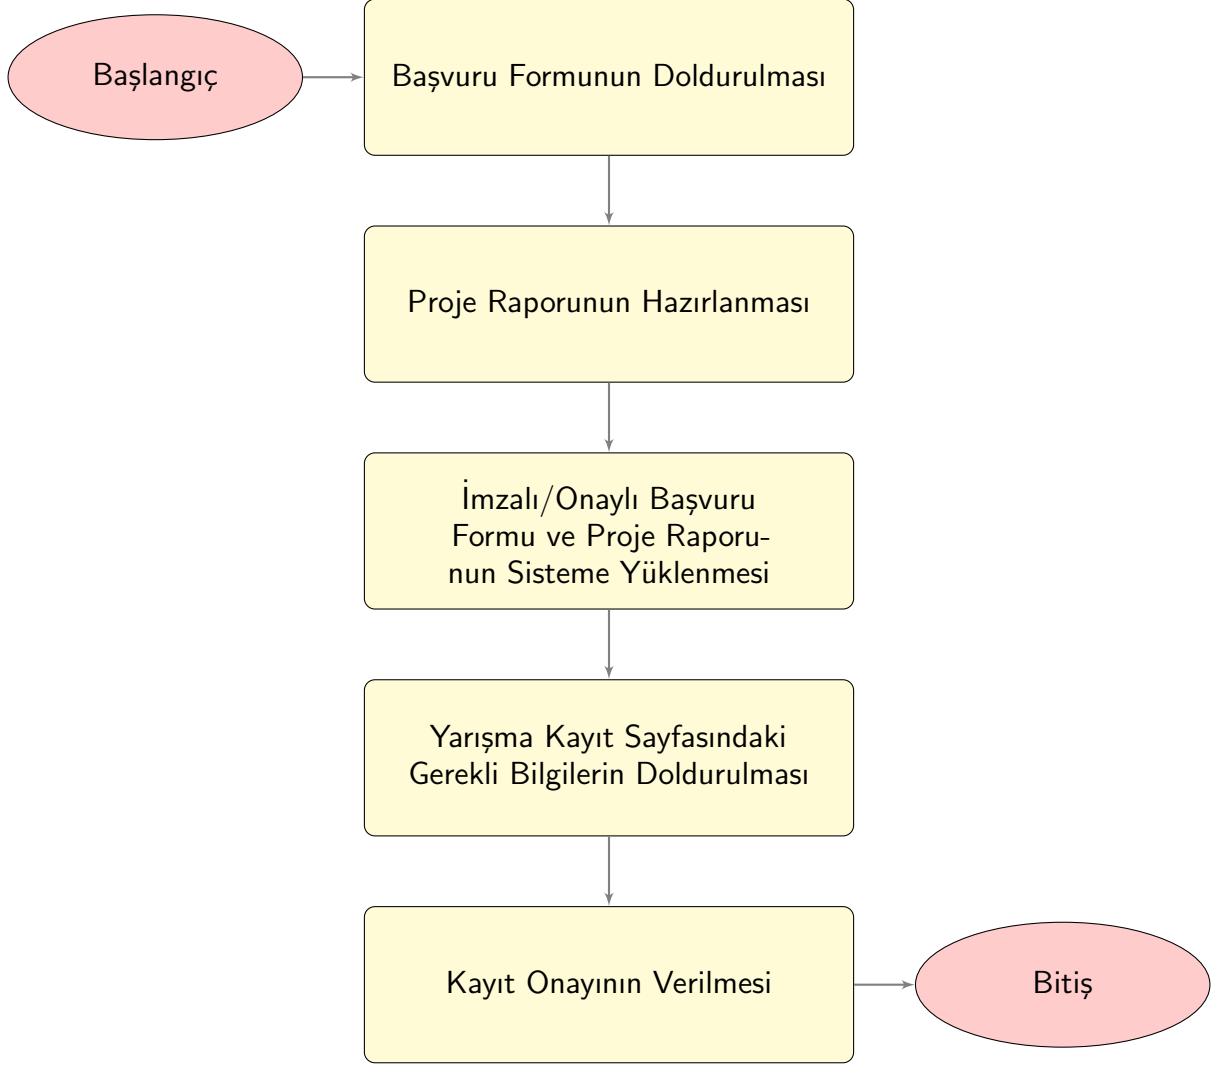 Başlangıç
Başvuru Formunun Doldurulması
Proje Raporunun Hazırlanması
İmzalı/Onaylı Başvuru
Formu ve Proje Raporu-
nun Sisteme Yüklenmesi
Yarışma Kayıt Sayfasındaki
Gerekli Bilgilerin Doldurulması
Kayıt Onayının Verilmesi
Bitiş